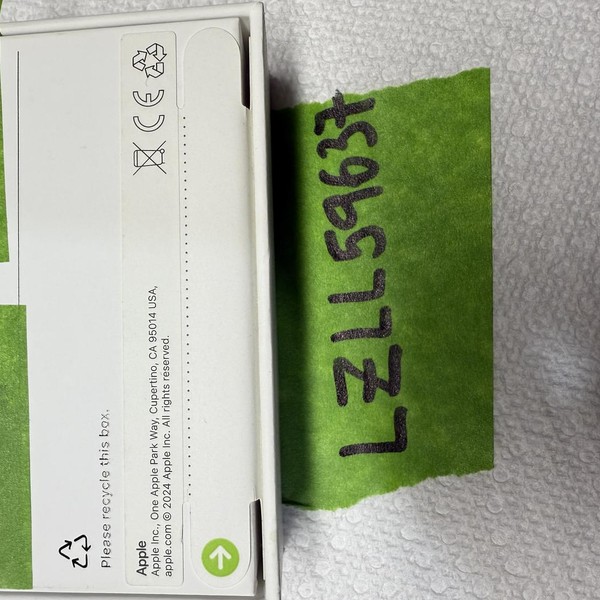 Please recycle this box.
Apple
Apple Inc., One Apple Park Way, Cupertino, CA 95014 USA,
apple.com © 2024 Apple Inc. All rights reserved.
CE
LZLL59637